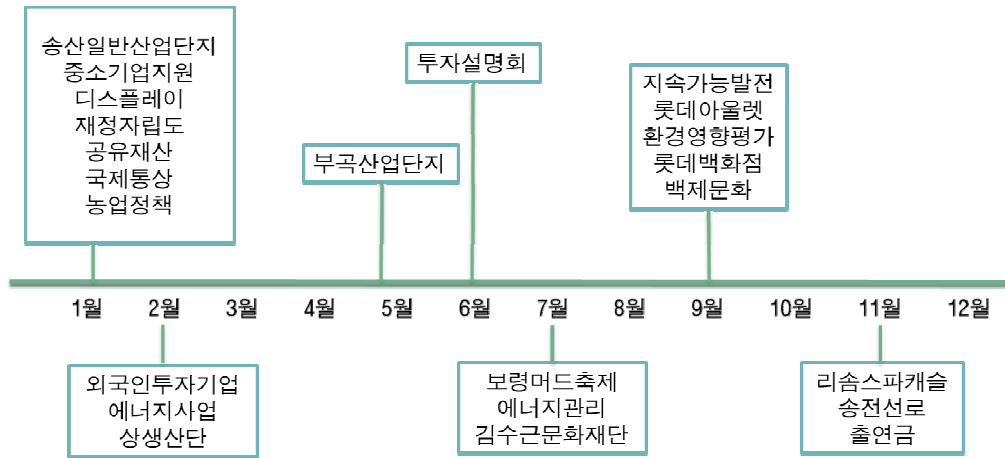 송산일반산업단지
중소기업지원
디스플레이
재정자립도
공유재산
국제통상
농업정책
부곡산업단지
투자설명회
지속가능발전
롯데아울렛
환경영향평가
롯데백화점
백제문화
1월 2월 3월 4월 5월 6월 7월 8월 9월 10월 11월 12월
외국인투자기업
에너지사업
상생산단
보령머드축제
에너지관리
김수근문화재단
리솜스파캐슬
송전선로
출연금